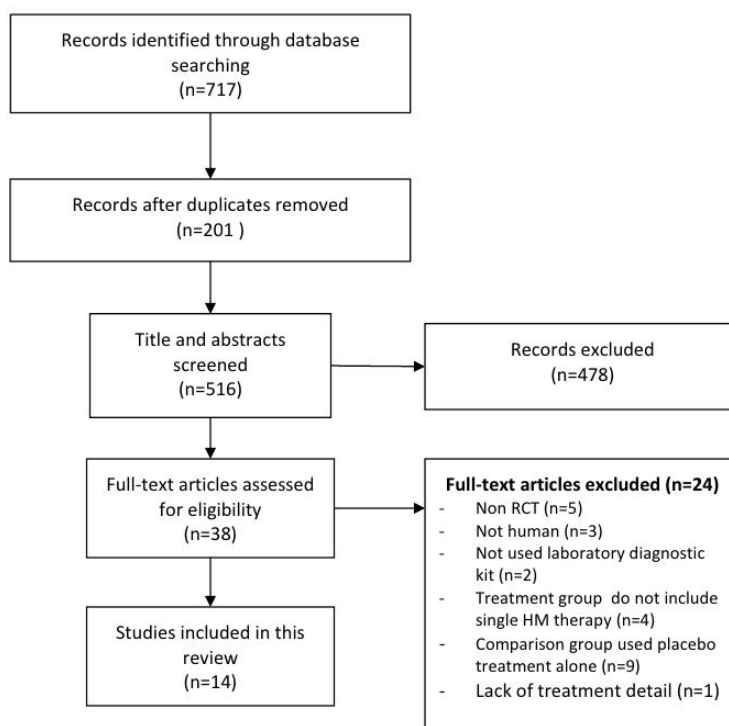 Records identified through database
searching
(n=717)
Records after duplicates removed
(n=201 )
Title and abstracts
screened
(n=516)
Records excluded
(n=478)
Full-text articles assessed
for eligibility
(n=38)
Full-text articles excluded (n=24)
- Non RCT (n=5)
- Not human (n=3)
- Not used laboratory diagnostic
kit (n=2)
- Treatment group do not include
single HM therapy (n=4)
- Comparison group used placebo
treatment alone (n=9)
- Lack of treatment detail (n=1)
Studies included in this
review
(n=14)